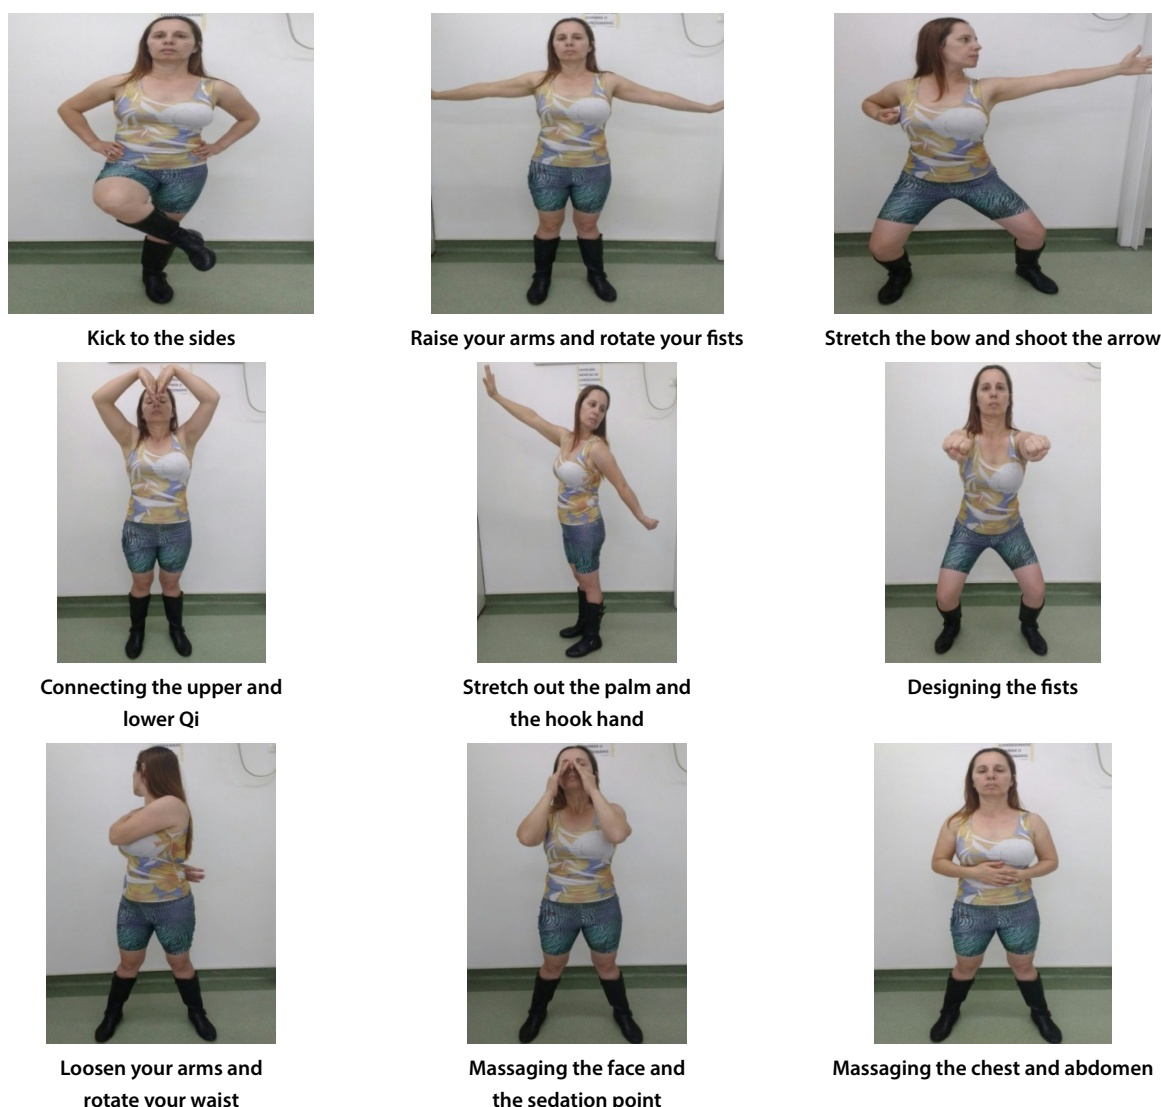 Kick to the sides
Raise your arms and rotate your fists
Stretch the bow and shoot the arrow
Connecting the upper and
lower Qi
Stretch out the palm and
the hook hand
Designing the fists
Loosen your arms and
rotate your waist
Massaging the face and
the sedation point
Massaging the chest and abdomen